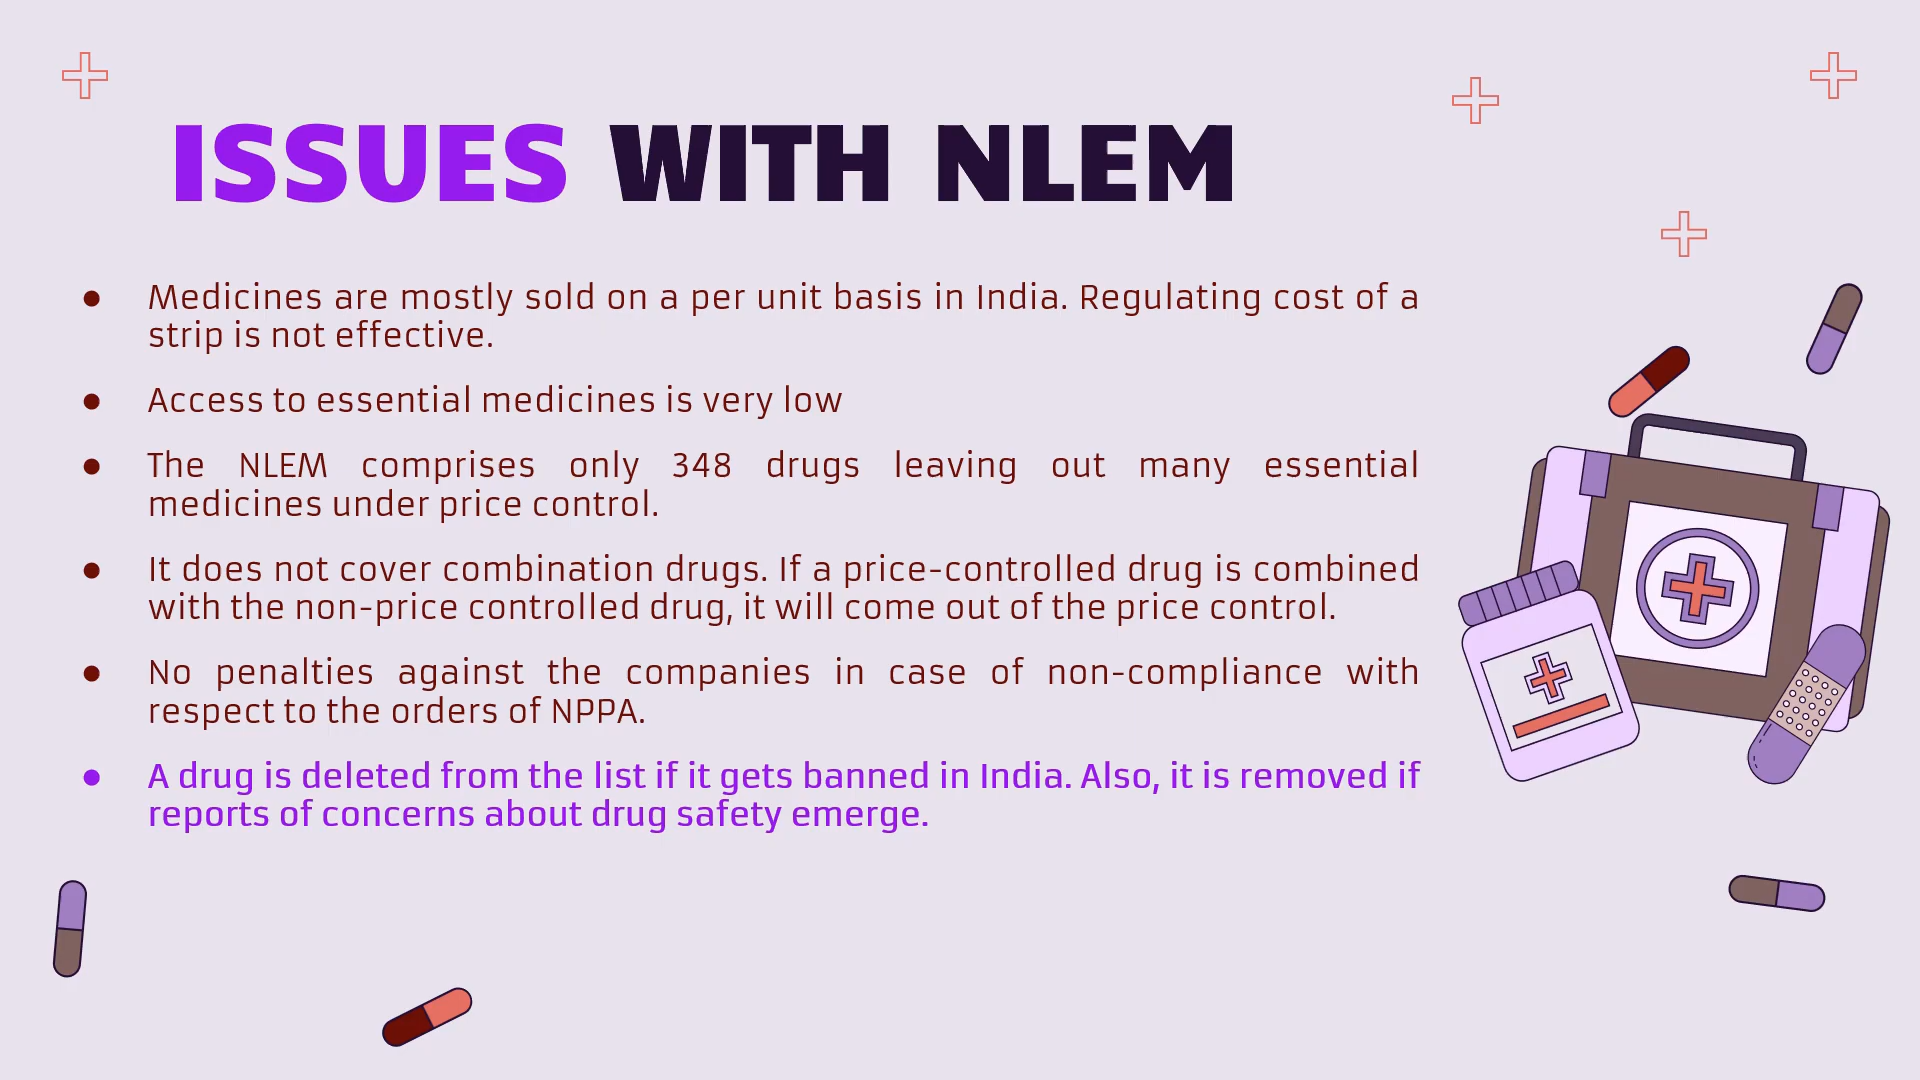 ISSUES WITH NLEM
● Medicines are mostly sold on a per unit basis in India. Regulating cost of a
strip is not effective.
● Access to essential medicines is very low
● The NLEM comprises only 348 drugs leaving out many essential
medicines under price control.
● It does not cover combination drugs. If a price-controlled drug is combined
with the non-price controlled drug, it will come out of the price control.
● No penalties against the companies in case of non-compliance with
respect to the orders of NPPA.
● A drug is deleted from the list if it gets banned in India. Also, it is removed if
reports of concerns about drug safety emerge.